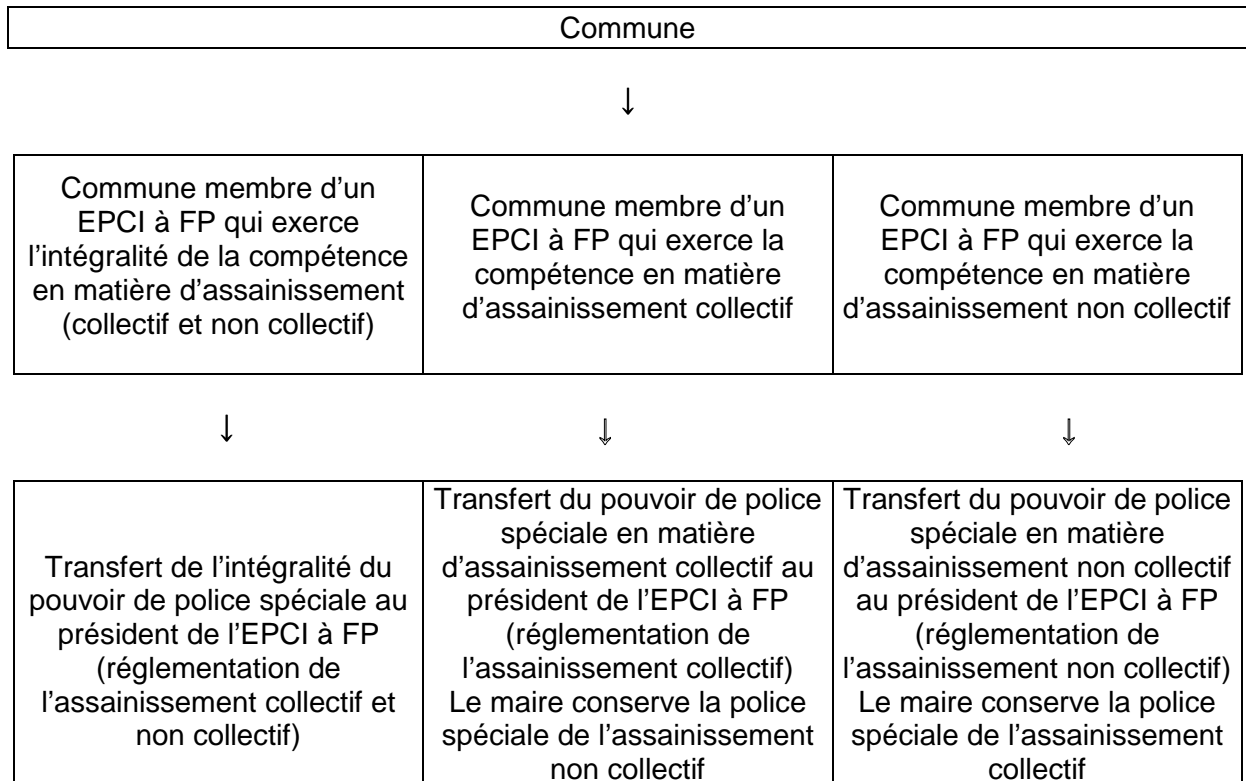 Commune
↓
Commune membre d’un
EPCI à FP qui exerce
l’intégralité de la compétence
en matière d’assainissement
(collectif et non collectif)
Commune membre d’un
EPCI à FP qui exerce la
compétence en matière
d’assainissement collectif
Commune membre d’un
EPCI à FP qui exerce la
compétence en matière
d’assainissement non collectif
↓
⇓
⇓
Transfert de l’intégralité du
pouvoir de police spéciale au
président de l’EPCI à FP
(réglementation de
l’assainissement collectif et
non collectif)
Transfert du pouvoir de police
spéciale en matière
d’assainissement collectif au
président de l’EPCI à FP
(réglementation de
l’assainissement collectif)
Le maire conserve la police
spéciale de l’assainissement
non collectif
Transfert du pouvoir de police
spéciale en matière
d’assainissement non collectif
au président de l’EPCI à FP
(réglementation de
l’assainissement non collectif)
Le maire conserve la police
spéciale de l’assainissement
collectif